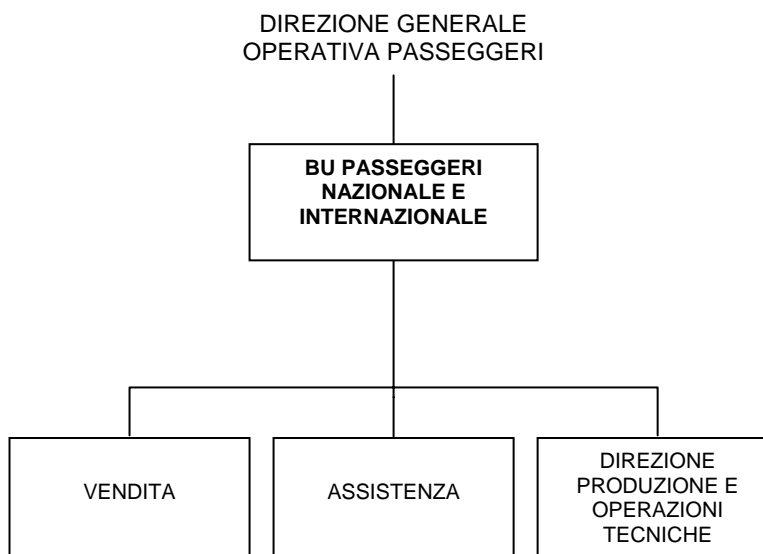 DIREZIONE GENERALE
OPERATIVA PASSEGGERI
BU PASSEGGERI
NAZIONALE E
INTERNAZIONALE
VENDITA
ASSISTENZA
DIREZIONE
PRODUZIONE E
OPERAZIONI
TECNICHE